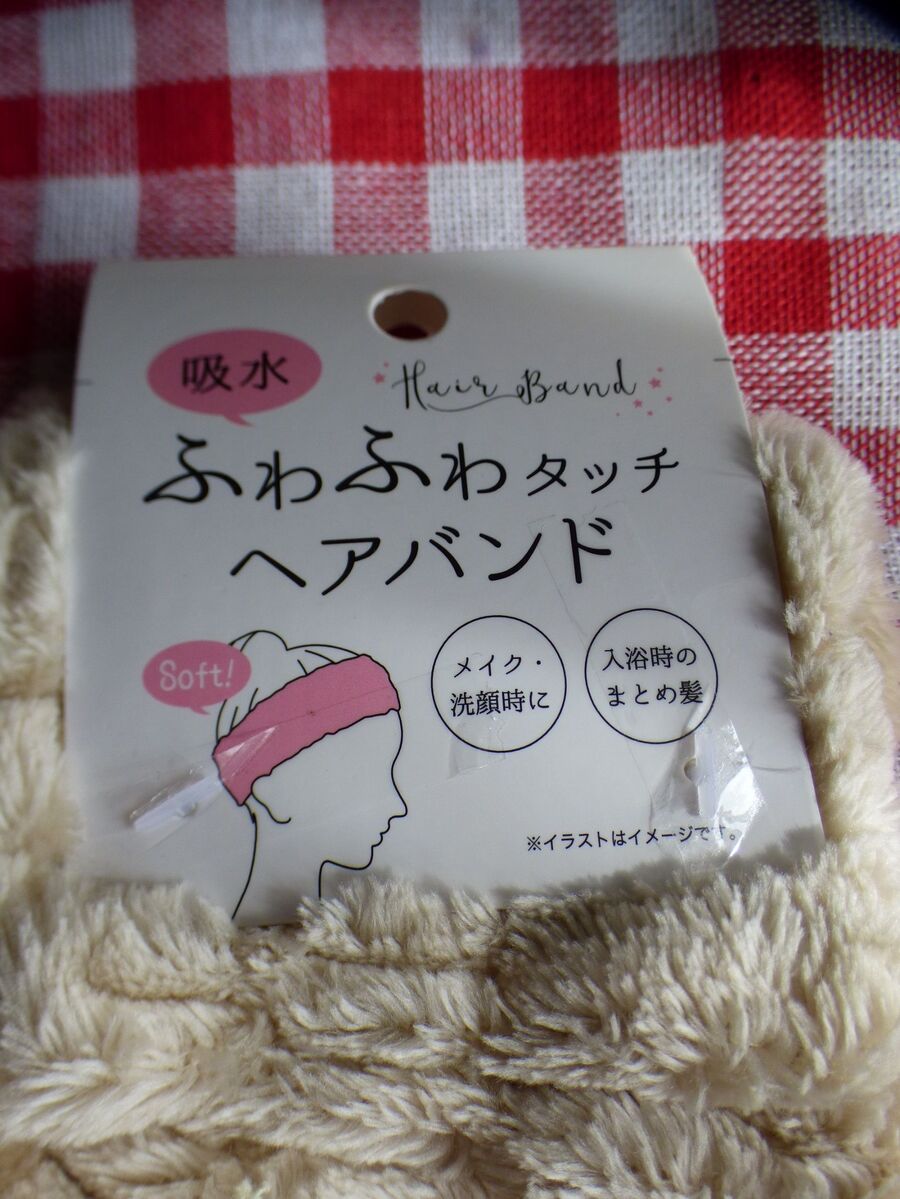 吸水
Hair Band
ふわふわタッチ
ヘアバンド
Soft!
メイク・
洗顔時に
入浴時の
まとめ髪
※イラストはイメージです。